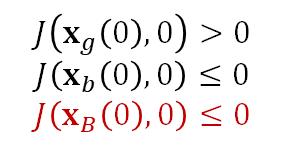 J(𝐱_g(0),0) > 0
J(𝐱_b(0),0) ≤ 0
J(𝐱_B(0),0) ≤ 0